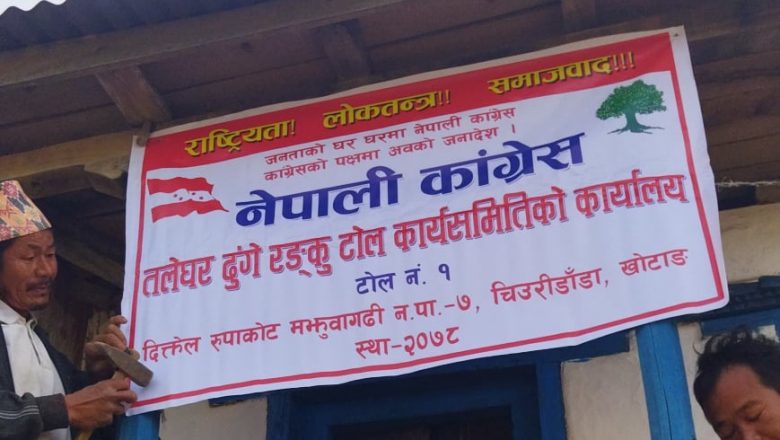 राष्ट्रियता! लोकतन्त्र!! समाजवाद!!!
जनताको घर घरमा नेपाली कांग्रेस
कांग्रेसको पक्षमा अवको जनादेश ।
नेपाली कांग्रेस
तलेघर ढुंगे रङ्कु टोल कार्यसमितिको कार्यालय
टोल नं. १
दिक्तेल रुपाकोट मझुवागढी न.पा.-७, चिउरीडाँडा, खोटाङ
स्था-२०७८